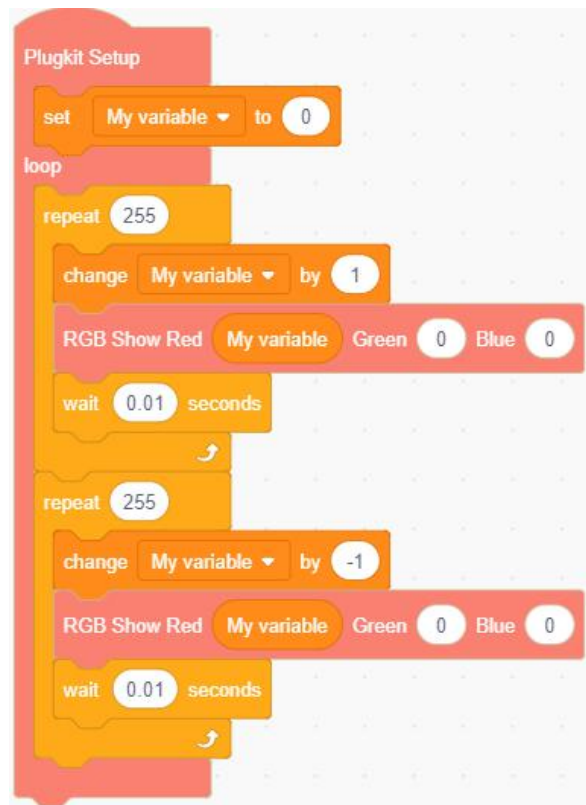 Plugkit Setup
set My variable to 0
loop
repeat 255
change My variable by 1
RGB Show Red My variable Green 0 Blue 0
wait 0.01 seconds
repeat 255
change My variable by -1
RGB Show Red My variable Green 0 Blue 0
wait 0.01 seconds